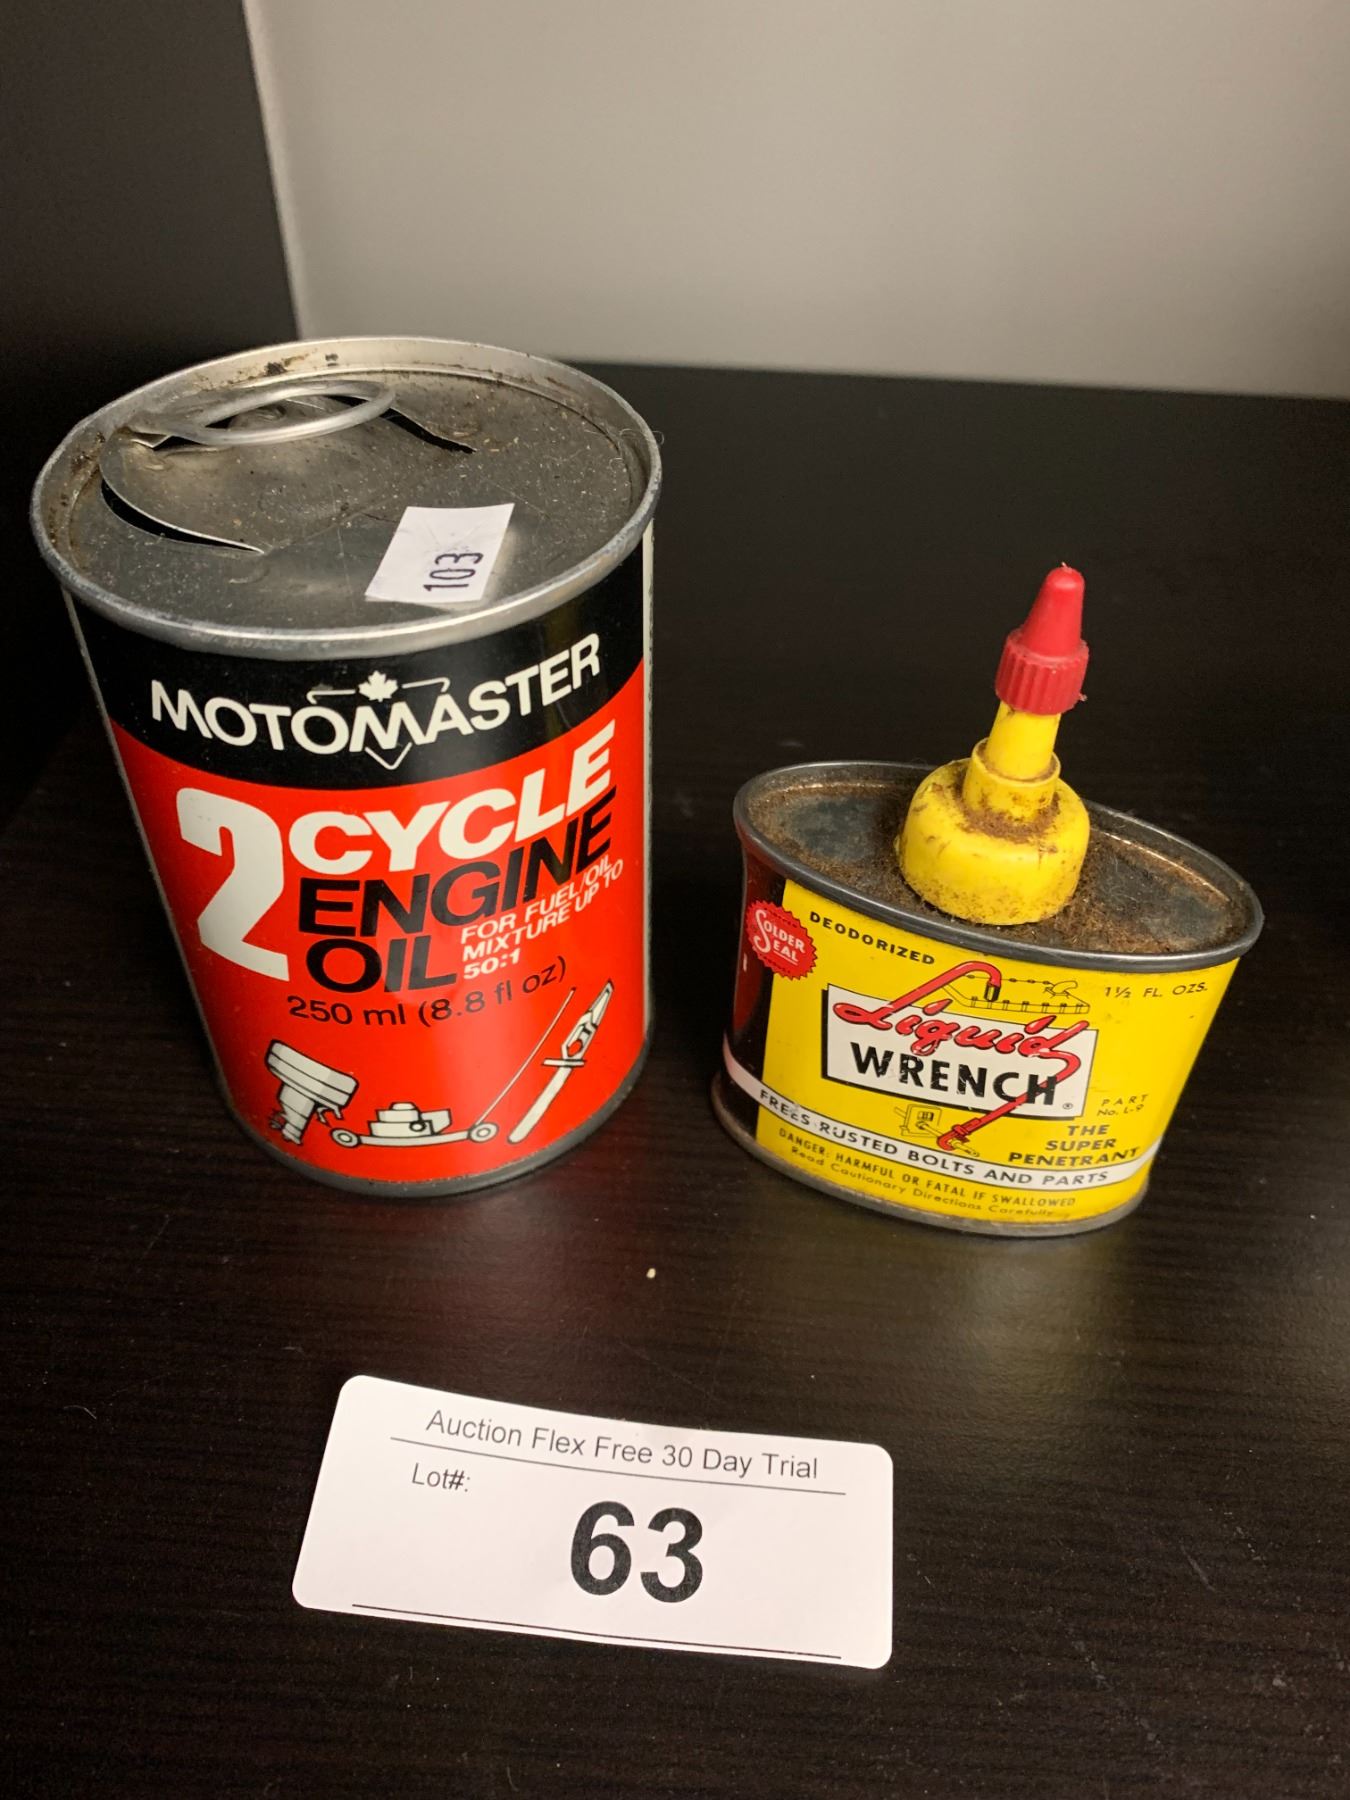 103
MOTOMASTER
2 CYCLE
ENGINE
OIL
FOR FUEL/OIL
MIXTURE UP TO
50:1
250 ml (8.8 fl oz)
SOLDER
SEAL
DEODORIZED
1½ FL. OZS.
Liquid
WRENCH®
PART
No. L-9
THE
SUPER
PENETRANT
FREES RUSTED BOLTS AND PARTS
DANGER: HARMFUL OR FATAL IF SWALLOWED
Read Cautionary Directions Carefully
Auction Flex Free 30 Day Trial
Lot#:
63